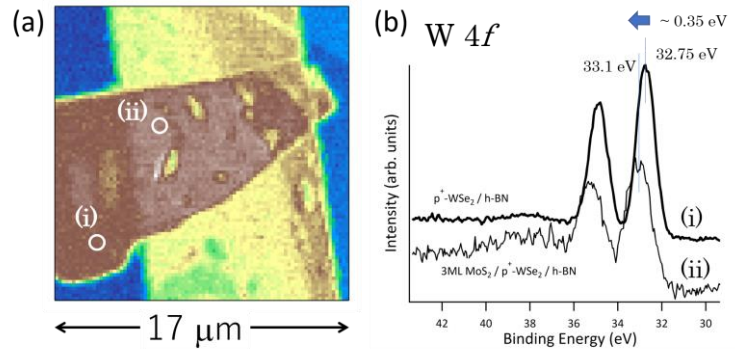 (a)
(ii)
(i)
17 μm
(b)
W 4f
~ 0.35 eV
33.1 eV
32.75 eV
Intensity (arb. units)
p⁺-WSe₂ / h-BN
(i)
3ML MoS₂ / p⁺-WSe₂ / h-BN
(ii)
42 40 38 36 34 32 30
Binding Energy (eV)